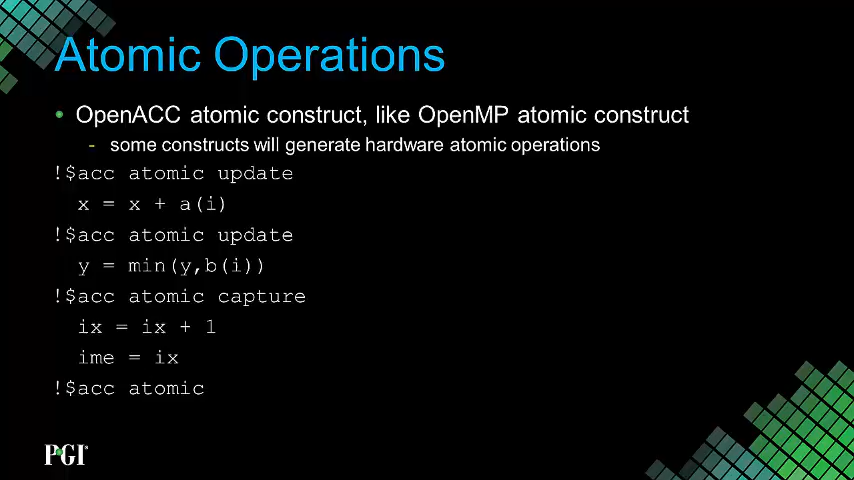 Atomic Operations
• OpenACC atomic construct, like OpenMP atomic construct
- some constructs will generate hardware atomic operations
!$acc atomic update
x = x + a(i)
!$acc atomic update
y = min(y,b(i))
!$acc atomic capture
ix = ix + 1
ime = ix
!$acc atomic
PGI®